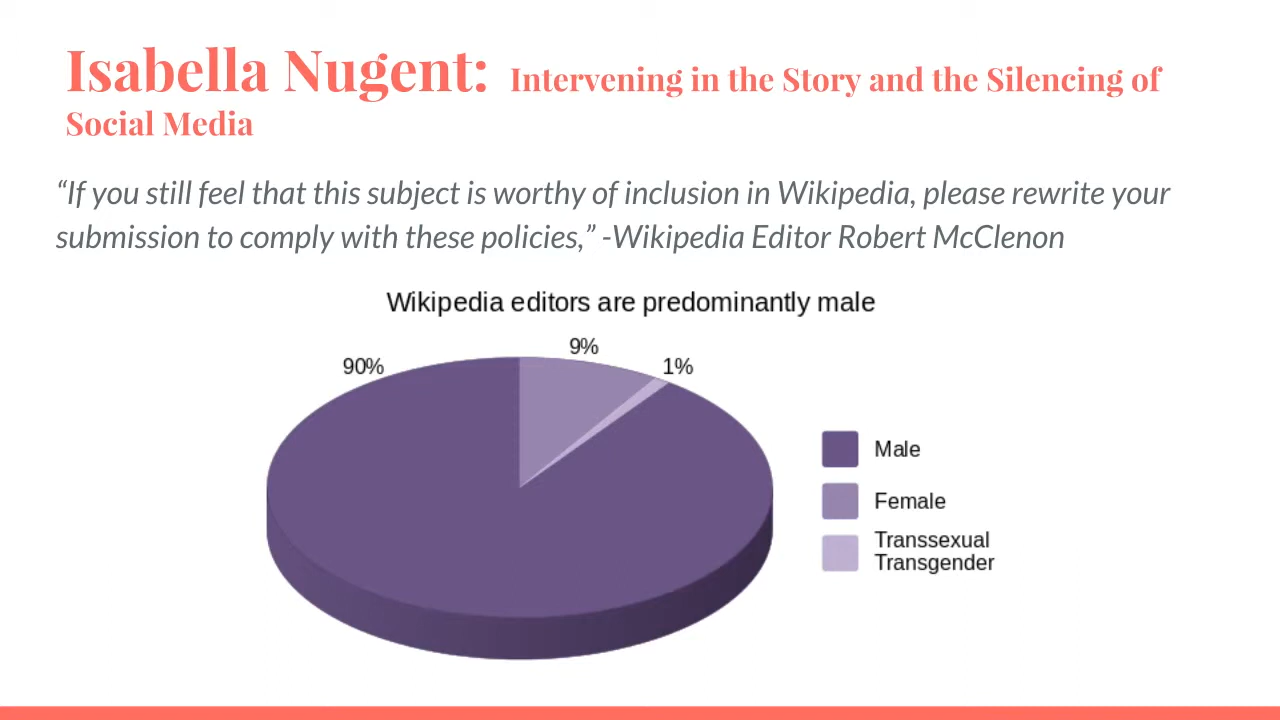 Isabella Nugent: Intervening in the Story and the Silencing of
Social Media
“If you still feel that this subject is worthy of inclusion in Wikipedia, please rewrite your
submission to comply with these policies,” -Wikipedia Editor Robert McClenon
Wikipedia editors are predominantly male
90%
9%
1%
Male
Female
Transsexual
Transgender